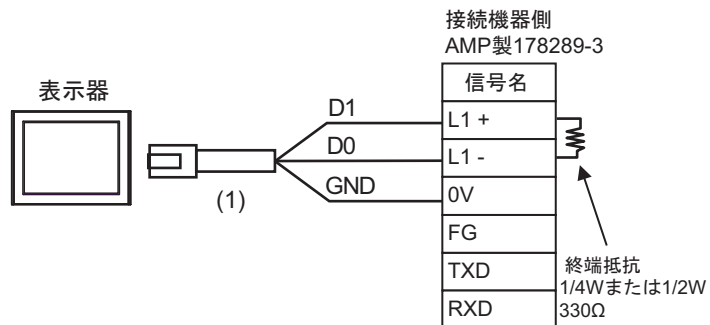 接続機器側
AMP製178289-3
信号名
表示器
D1
L1 +
D0
L1 -
GND
0V
(1)
FG
TXD
RXD
終端抵抗
1/4Wまたは1/2W
330Ω